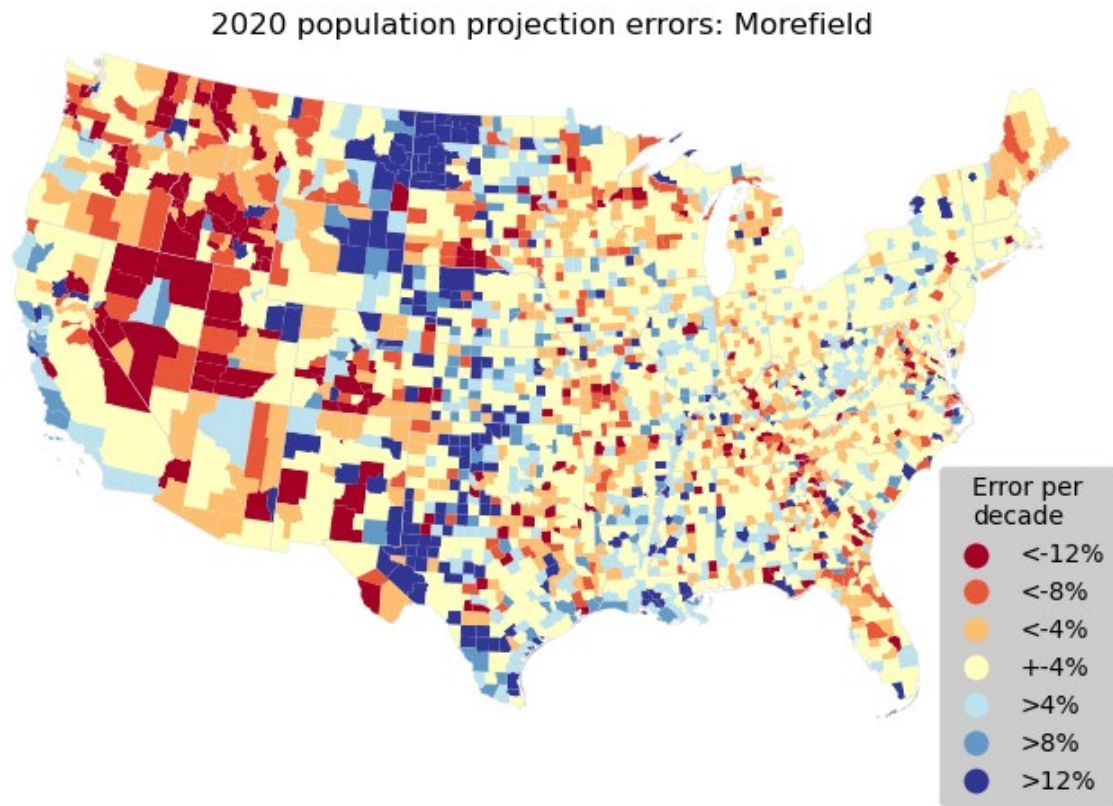 2020 population projection errors: Morefield
Error per
decade
<-12%
<-8%
<-4%
+-4%
>4%
>8%
>12%